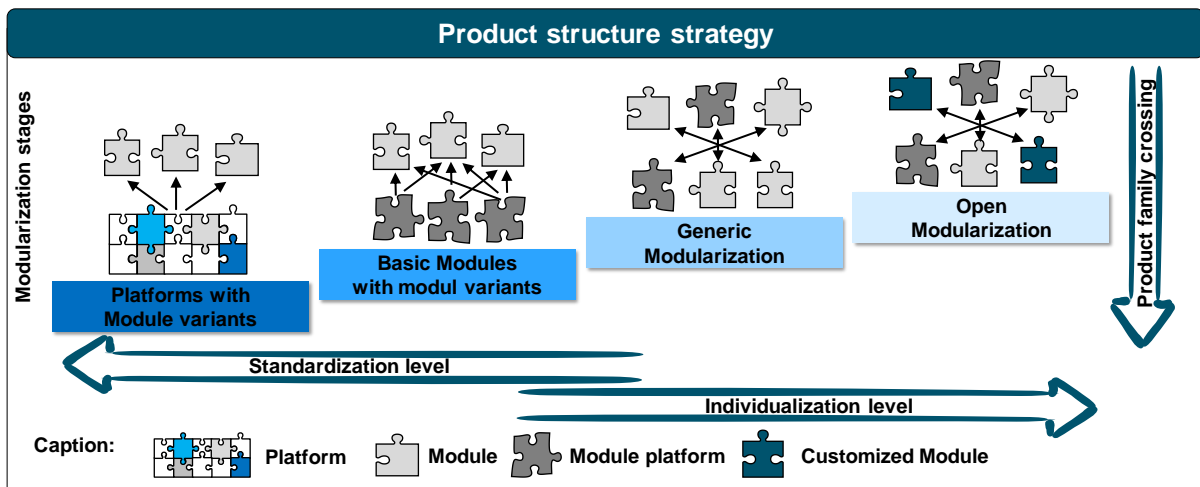 Product structure strategy
Modularization stages
Platforms with
Module variants
Basic Modules
with modul variants
Generic
Modularization
Open
Modularization
Product family crossing
Standardization level
Individualization level
Caption:
Platform
Module
Module platform
Customized Module